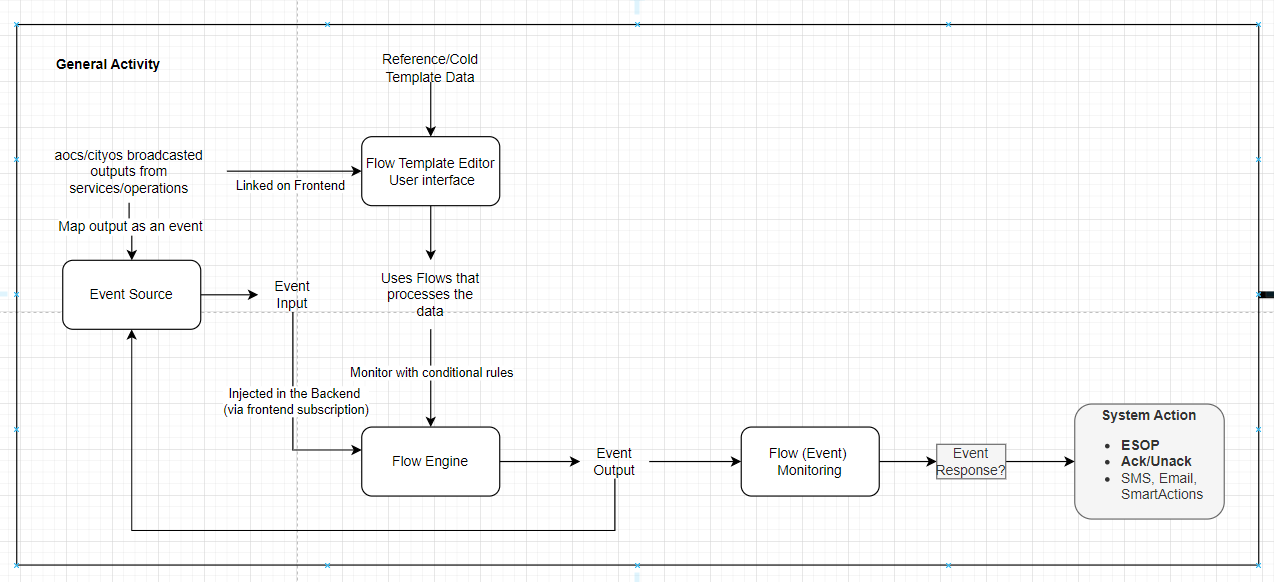 General Activity
Reference/Cold
Template Data
aocs/cityos broadcasted
outputs from
services/operations
Linked on Frontend
Flow Template Editor
User interface
Map output as an event
Event Source
Event
Input
Uses Flows that
processes the
data
Monitor with conditional rules
Injected in the Backend
(via frontend subscription)
Flow Engine
Event
Output
Flow (Event)
Monitoring
Event
Response?
System Action
• ESOP
• Ack/Unack
• SMS, Email,
SmartActions